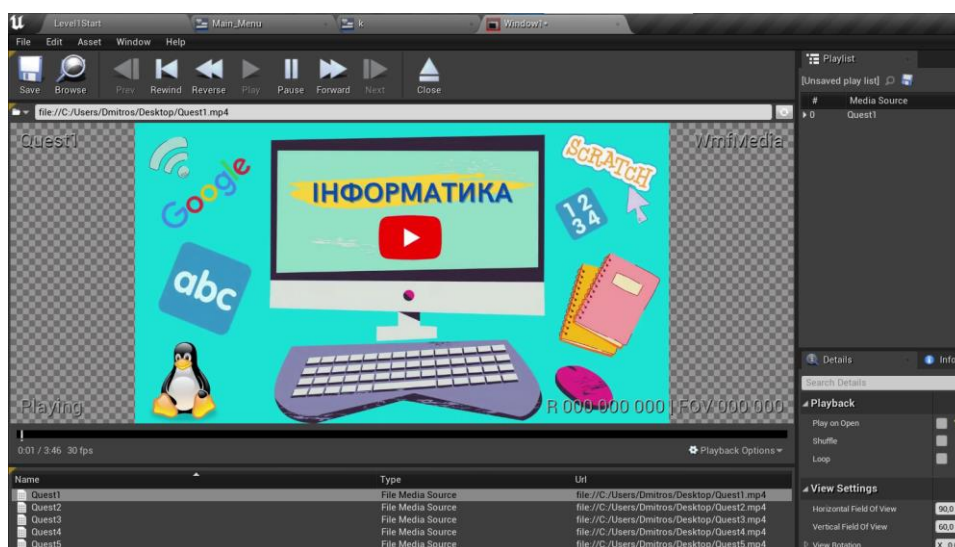 Level1Start Main_Menu k Window1*
File Edit Asset Window Help
Save Browse Prev Rewind Reverse Play Pause Forward Next Close
file://C:/Users/Dmitros/Desktop/Quest1.mp4
Quest1 WmfMedia
Google
SCRATCH
ІНФОРМАТИКА
1 2
3 4
abc
Playing R 000 000 000 | FOV 000 000
0:01 / 3:46 30 fps Playback Options
Name Type Url
Quest1 File Media Source file://C:/Users/Dmitros/Desktop/Quest1.mp4
Quest2 File Media Source file://C:/Users/Dmitros/Desktop/Quest2.mp4
Quest3 File Media Source file://C:/Users/Dmitros/Desktop/Quest3.mp4
Quest4 File Media Source file://C:/Users/Dmitros/Desktop/Quest4.mp4
Quest5 File Media Source file://C:/Users/Dmitros/Desktop/Quest5.mp4
Playlist
[Unsaved play list]
# Media Source
0 Quest1
Details Info
Search Details
Playback
Play on Open
Shuffle
Loop
View Settings
Horizontal Field Of View 90,0
Vertical Field Of View 60,0
View Rotation X